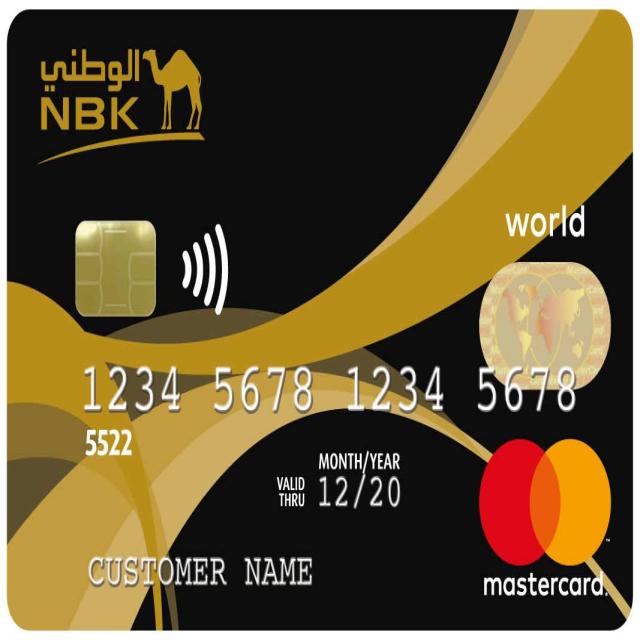 الوطني
NBK
world
1234 5678 1234 5678
5522
MONTH/YEAR
VALID THRU 12/20
CUSTOMER NAME
mastercard.